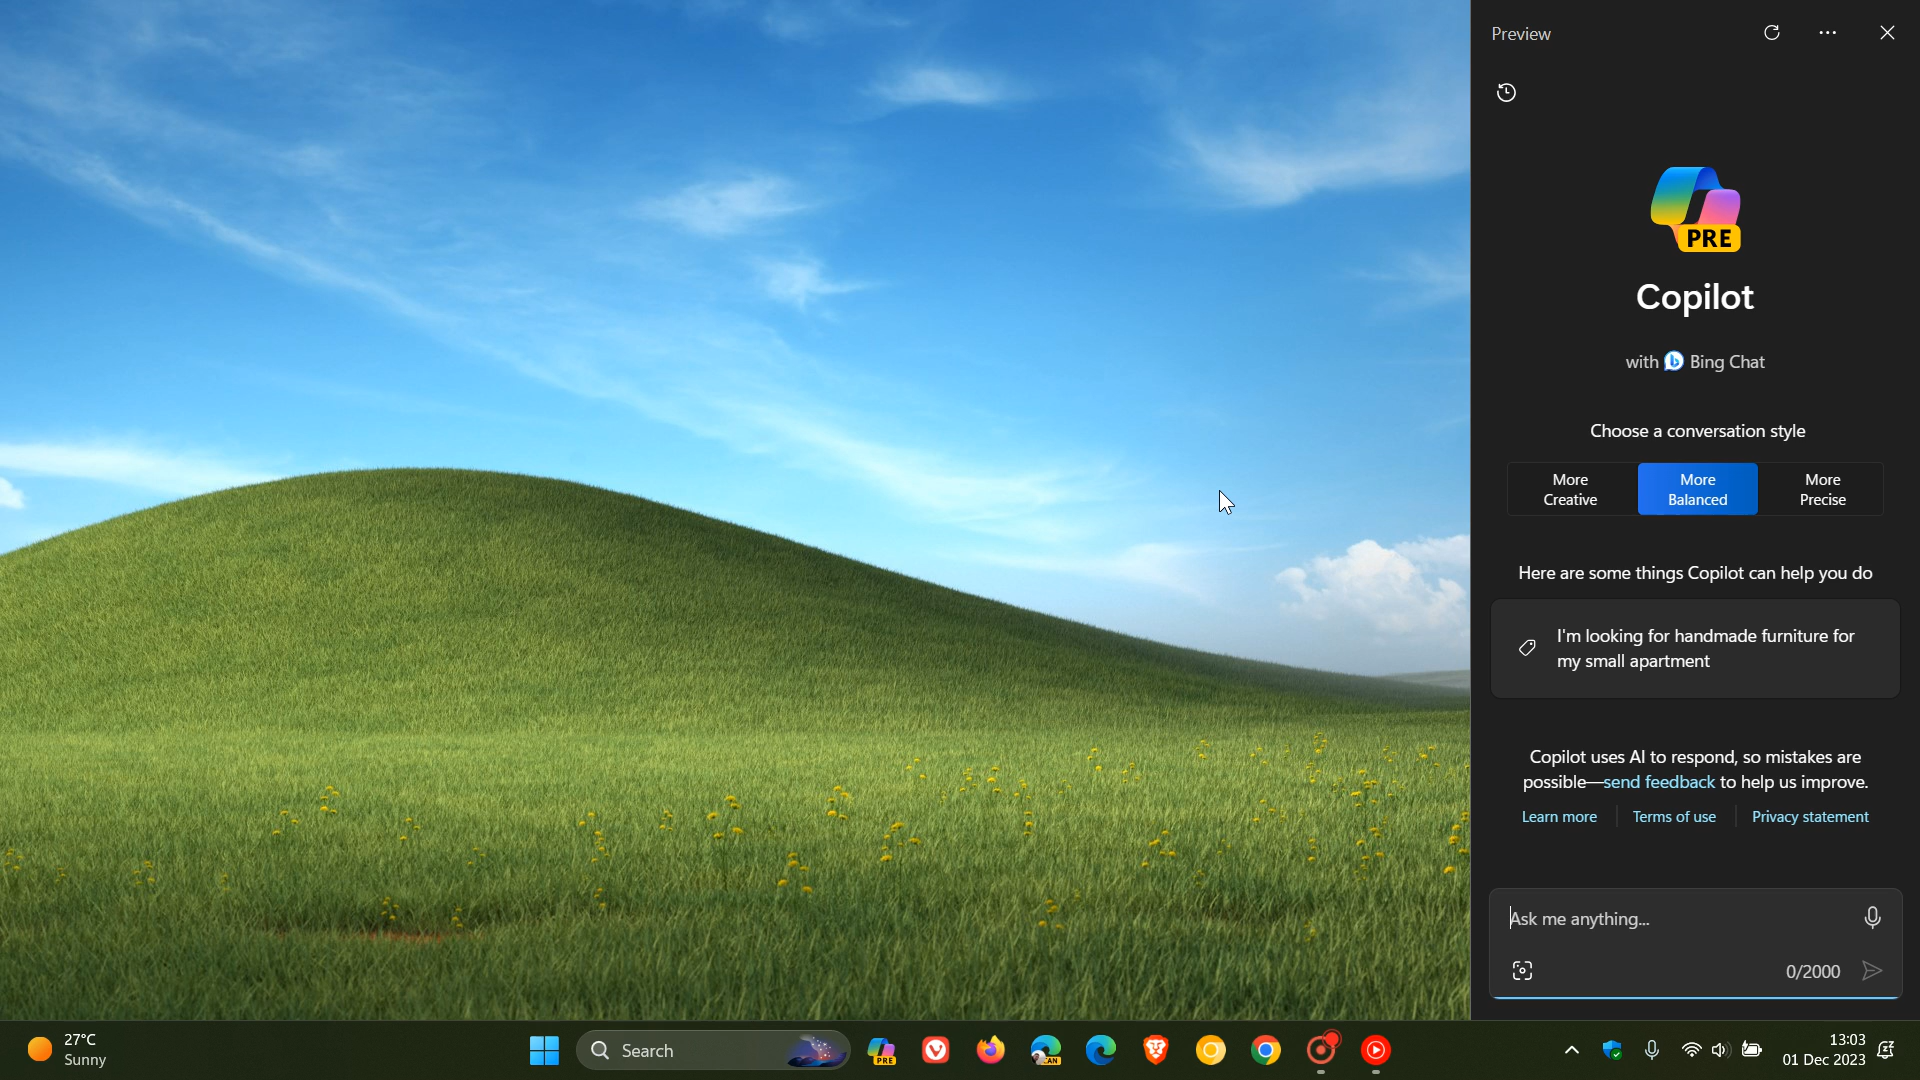 Preview
PRE
Copilot
with Bing Chat
Choose a conversation style
More
Creative
More
Balanced
More
Precise
Here are some things Copilot can help you do
I'm looking for handmade furniture for
my small apartment
Copilot uses AI to respond, so mistakes are
possible—send feedback to help us improve.
Learn more
Terms of use
Privacy statement
Ask me anything...
0/2000
27°C
Sunny
Search
PRE
CAN
13:03
01 Dec 2023